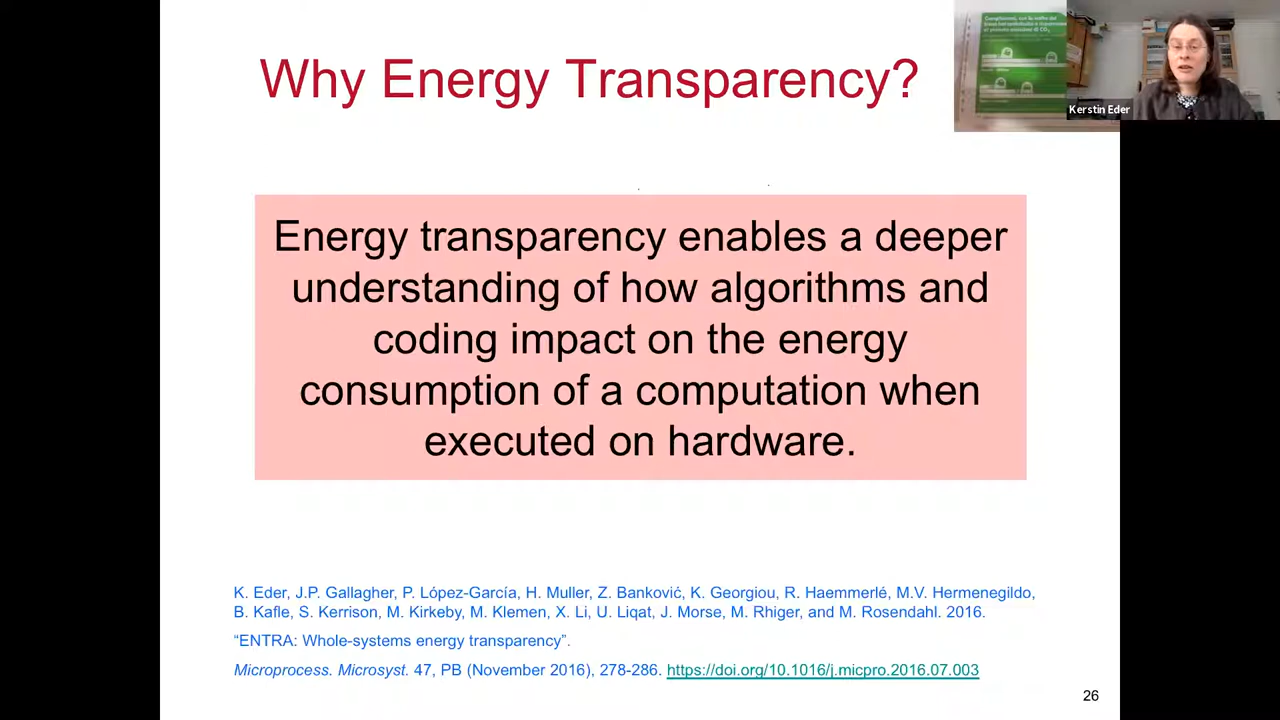 Why Energy Transparency?
Kerstin Eder
Energy transparency enables a deeper
understanding of how algorithms and
coding impact on the energy
consumption of a computation when
executed on hardware.
K. Eder, J.P. Gallagher, P. López-García, H. Muller, Z. Banković, K. Georgiou, R. Haemmerlé, M.V. Hermenegildo,
B. Kafle, S. Kerrison, M. Kirkeby, M. Klemen, X. Li, U. Liqat, J. Morse, M. Rhiger, and M. Rosendahl. 2016.
“ENTRA: Whole-systems energy transparency”.
Microprocess. Microsyst. 47, PB (November 2016), 278-286. https://doi.org/10.1016/j.micpro.2016.07.003
26